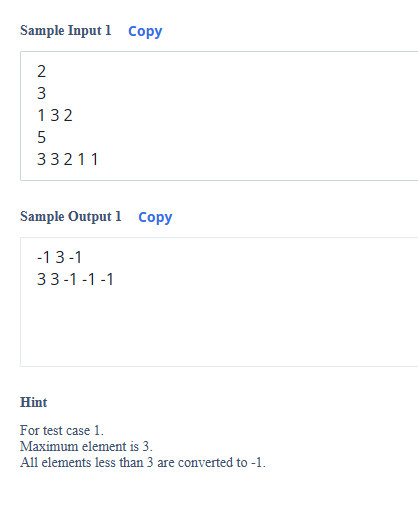 Sample Input 1 Copy
2
3
1 3 2
5
3 3 2 1 1
Sample Output 1 Copy
-1 3 -1
3 3 -1 -1 -1
Hint
For test case 1.
Maximum element is 3.
All elements less than 3 are converted to -1.